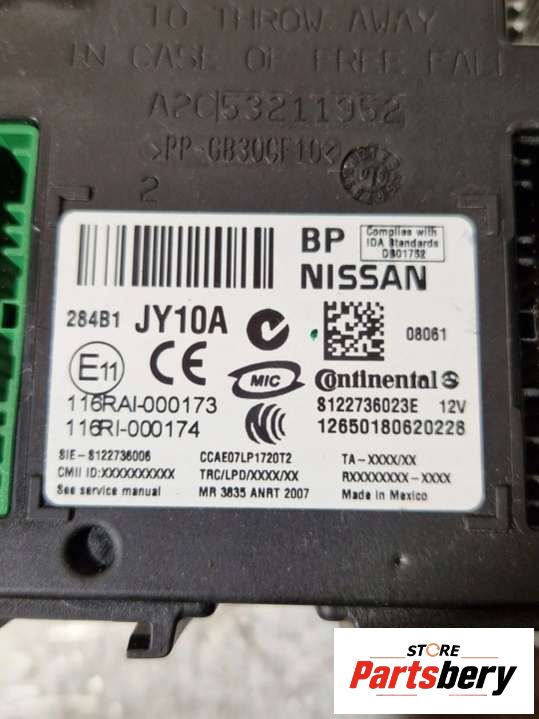 TO THROW AWAY
IN CASE OF FREE FALL
A2C53211952
>PP-GB30GF10<
2
BP
Complies with
IDA Standards
DB01752
NISSAN
284B1 JY10A
08061
CE
E11
MIC
Continental
116RAI-000173
116RI-000174
S122736023E 12V
12650180620228
SIE-S122736006
CCAE07LP1720T2
TA-XXXX/XX
CMII ID:XXXXXXXXXX
TRC/LPD/XXXX/XX
RXXXXXXXX-XXXX
See service manual
MR 3835 ANRT 2007
Made in Mexico
STORE
Partsbery